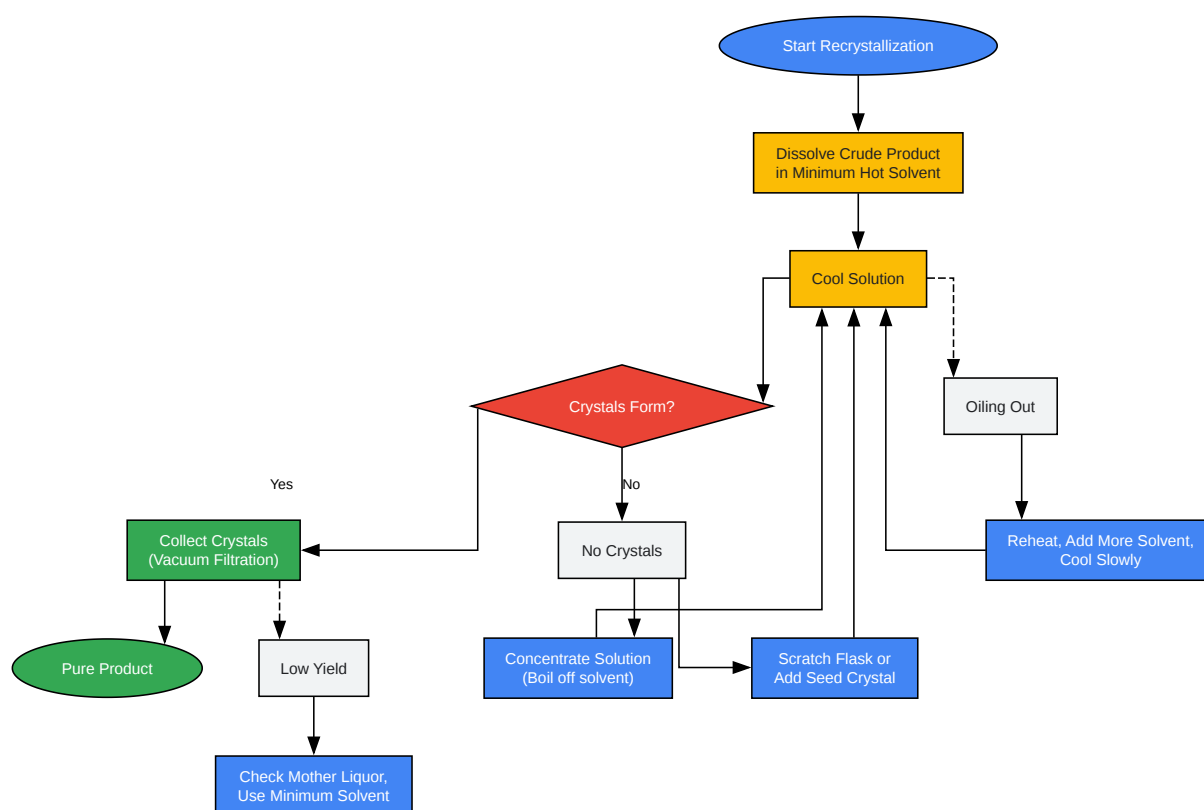 Start Recrystallization
Dissolve Crude Product
in Minimum Hot Solvent
Cool Solution
Crystals Form?
Oiling Out
Yes
No
Collect Crystals
(Vacuum Filtration)
No Crystals
Reheat, Add More Solvent,
Cool Slowly
Pure Product
Low Yield
Concentrate Solution
(Boil off solvent)
Scratch Flask or
Add Seed Crystal
Check Mother Liquor,
Use Minimum Solvent